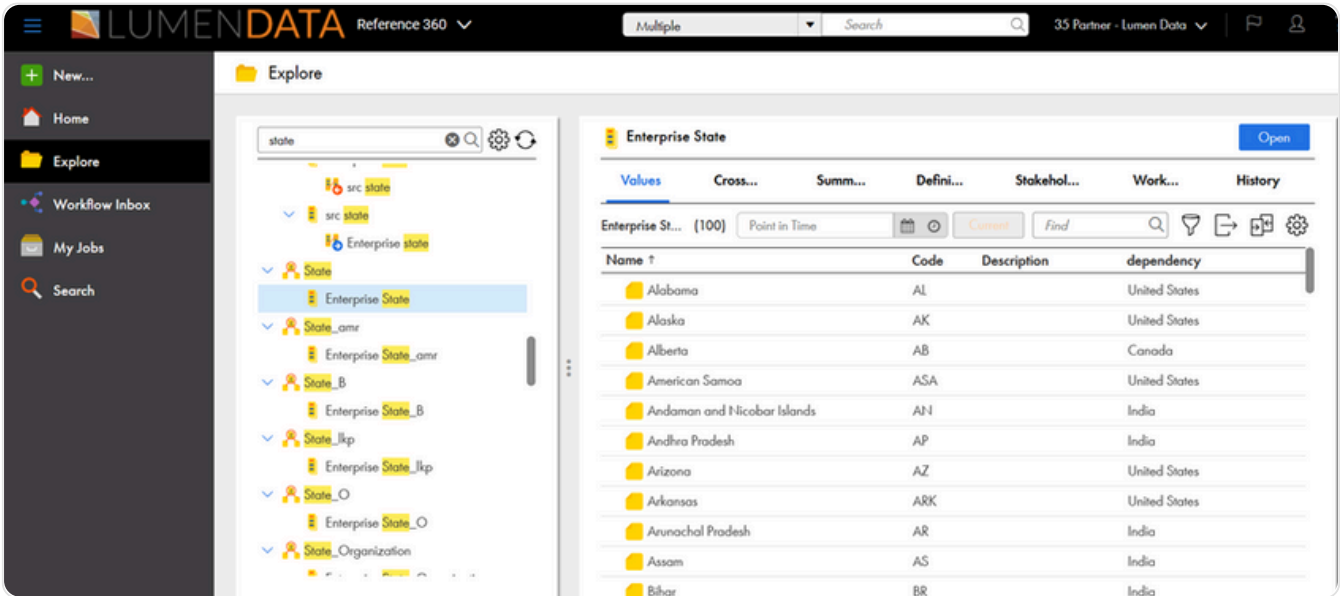 LUMENDATA Reference 360
Multiple
Search
35 Partner - Lumen Data
New...
Home
Explore
Workflow Inbox
My Jobs
Search
Explore
state
src state
src state
Enterprise state
State
Enterprise State
State_amr
Enterprise State_amr
State_B
Enterprise State_B
State_lkp
Enterprise State_lkp
State_O
Enterprise State_O
State_Organization
Enterprise State
Open
Values Cross... Summ... Defini... Stakehol... Work... History
Enterprise St... (100) Point in Time Current Find
Name ↑ Code Description dependency
Alabama AL United States
Alaska AK United States
Alberta AB Canada
American Samoa ASA United States
Andaman and Nicobar Islands AN India
Andhra Pradesh AP India
Arizona AZ United States
Arkansas ARK United States
Arunachal Pradesh AR India
Assam AS India
Bihar BR India